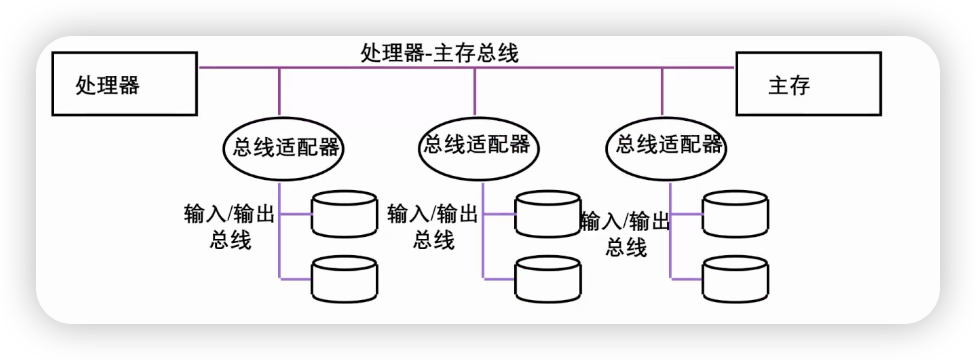 处理器-主存总线
处理器
主存
总线适配器
总线适配器
总线适配器
输入/输出
总线
输入/输出
总线
输入/输出
总线